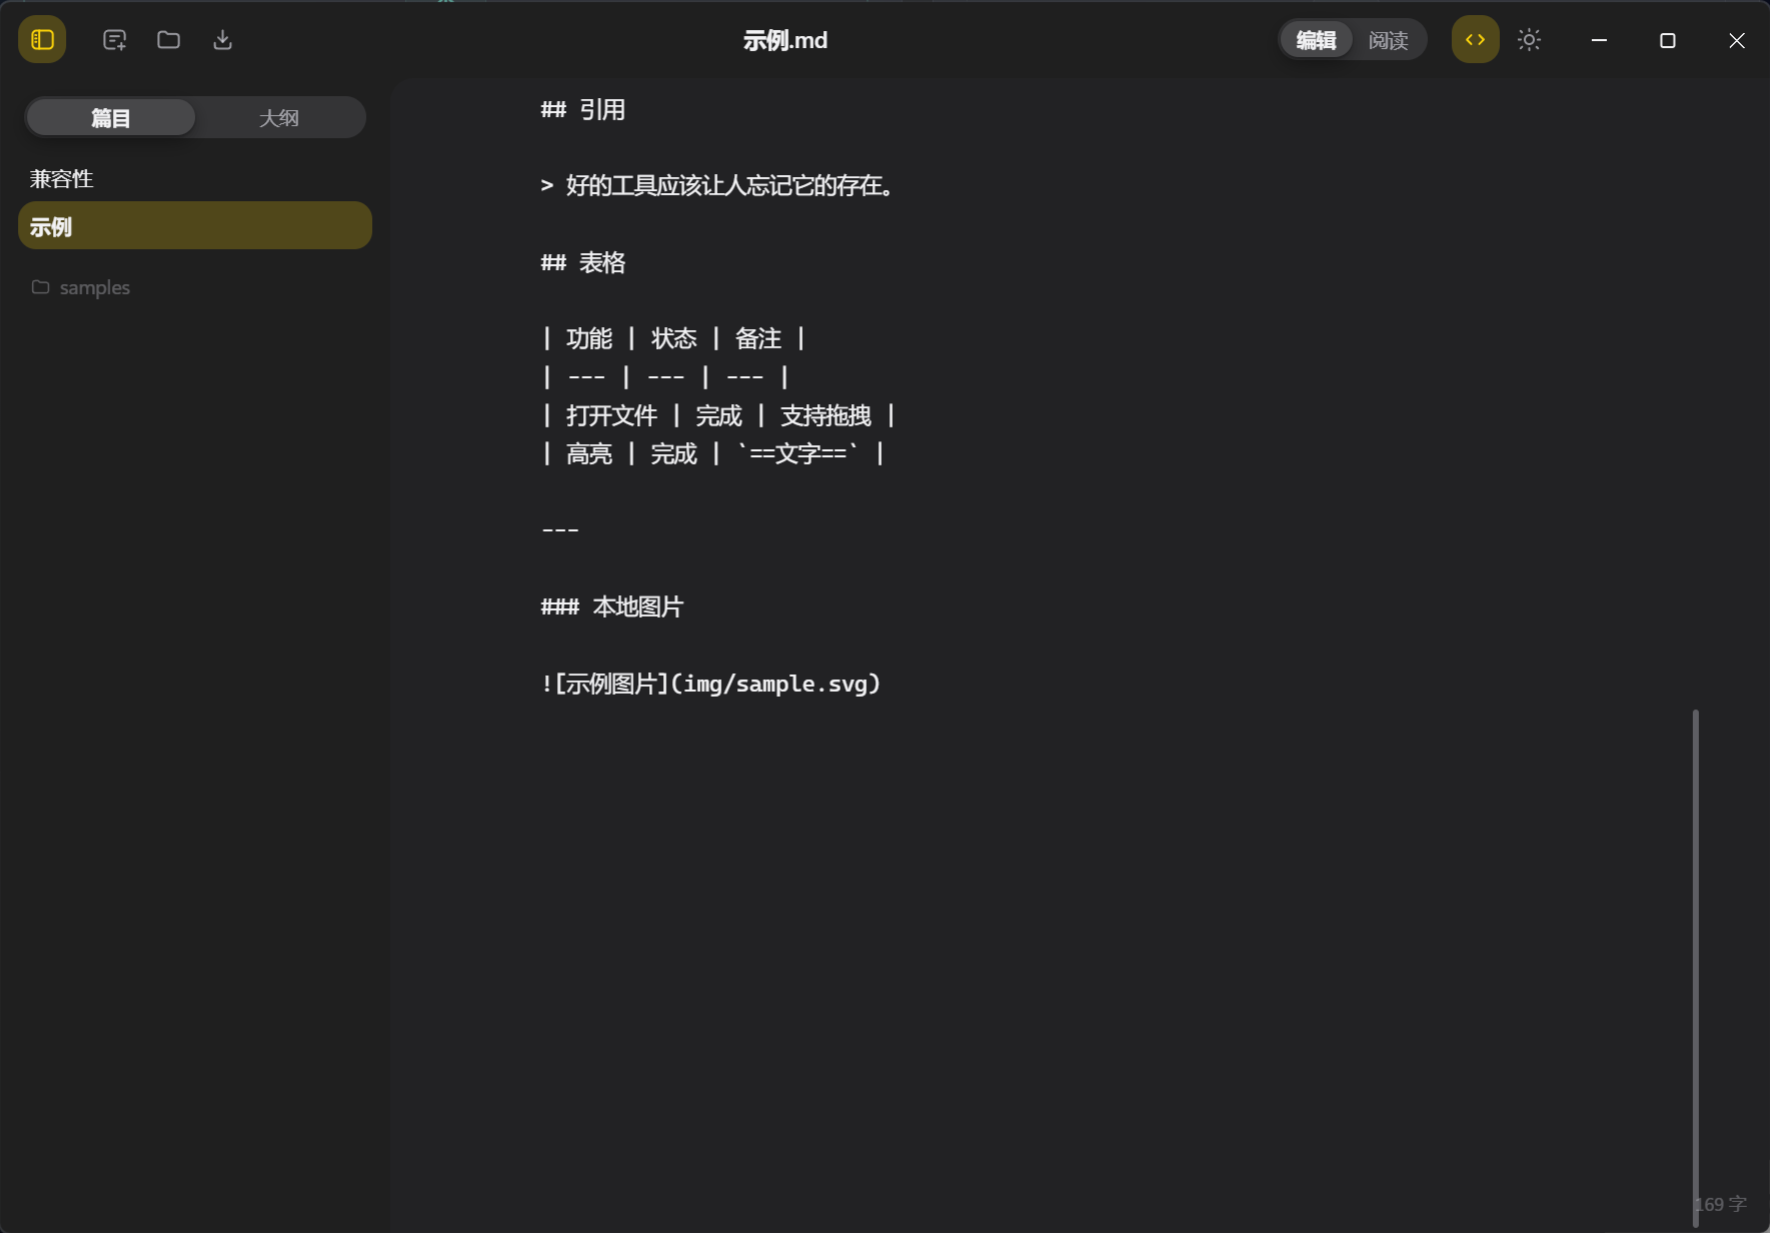 示例.md
编辑 阅读
篇目 大纲
兼容性
示例
samples
## 引用
> 好的工具应该让人忘记它的存在。
## 表格
| 功能 | 状态 | 备注 |
| --- | --- | --- |
| 打开文件 | 完成 | 支持拖拽 |
| 高亮 | 完成 | `==文字==` |
---
### 本地图片
![示例图片](img/sample.svg)
169 字